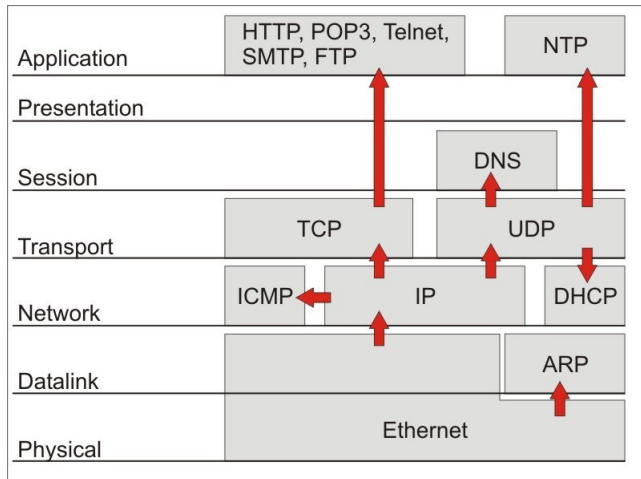 HTTP, POP3, Telnet,
SMTP, FTP
NTP
Application
Presentation
DNS
Session
TCP
UDP
Transport
ICMP
IP
DHCP
Network
ARP
Datalink
Ethernet
Physical